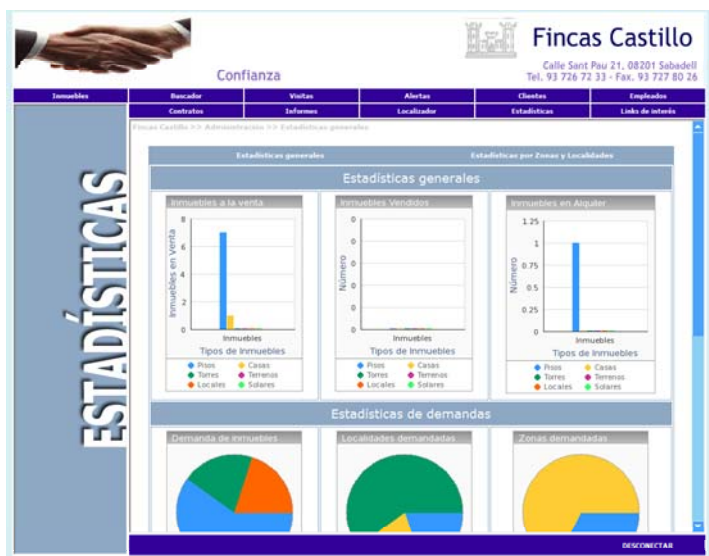 Fincas Castillo
Calle Sant Pau 21, 08201 Sabadell
Confianza
Tel. 93 726 72 33 - Fax. 93 727 80 26
Inmuebles Buscador Visitas Alertas Clientes Empleados
Contratos Informes Localizador Estadísticas Links de interés
Fincas Castillo >> Administración >> Estadísticas generales
ESTADÍSTICAS
Estadísticas generales Estadísticas por Zonas y Localidades
Estadísticas generales
Inmuebles a la venta
8
6
4
2
0
Inmuebles en Venta
Inmuebles
Tipos de Inmuebles
Pisos Casas
Torres Terrenos
Locales Solares
Inmuebles Vendidos
0
0
0
0
0
0
Número
Inmuebles
Tipos de Inmuebles
Pisos Casas
Torres Terrenos
Locales Solares
Inmuebles en Alquiler
1.25
1
0.75
0.5
0.25
0
Número
Inmuebles
Tipos de Inmuebles
Pisos Casas
Torres Terrenos
Locales Solares
Estadísticas de demandas
Demanda de inmuebles Localidades demandadas Zonas demandadas
DESCONECTAR